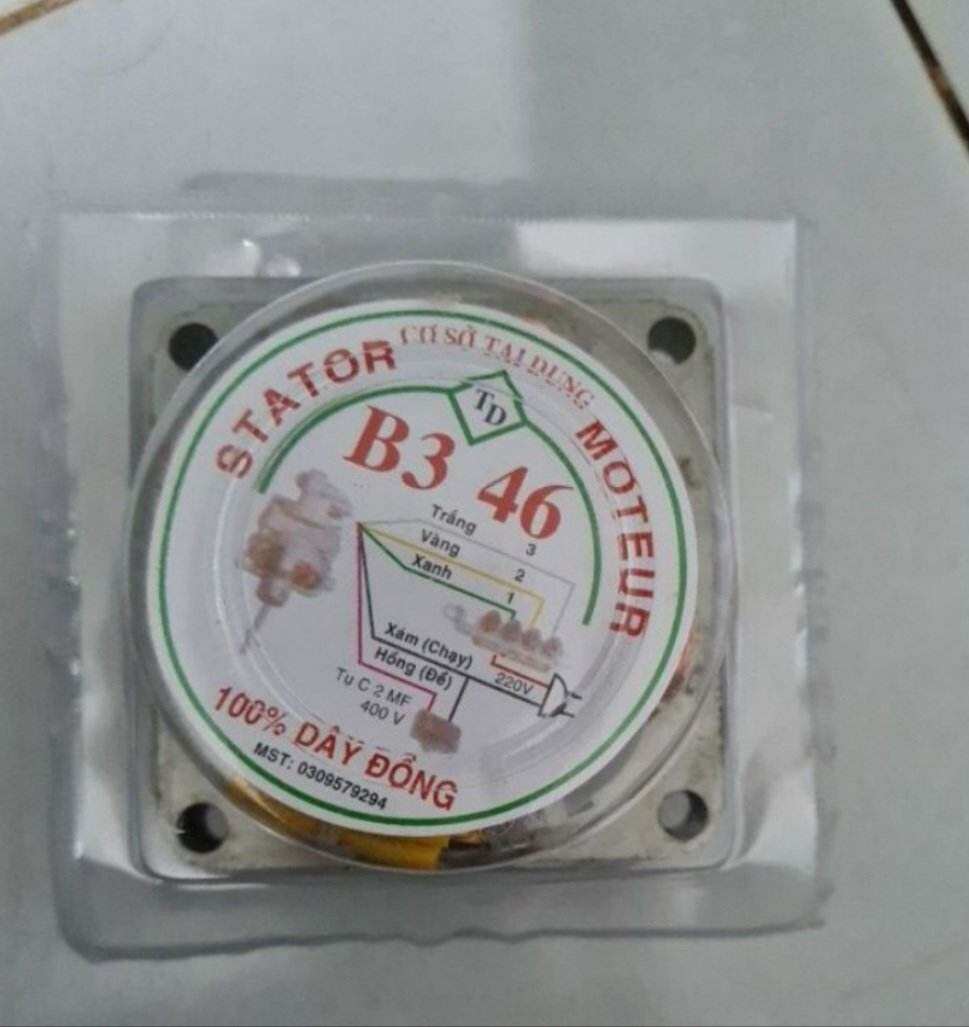 CƠ SỞ TẠI DUNG
STATOR
MOTEUR
TD
B3 46
Trắng 3
Vàng 2
Xanh 1
Xám (Chạy)
Hồng (Đề)
220V
Tụ C 2 MF
400 V
100% DÂY ĐỒNG
MST: 0309579294